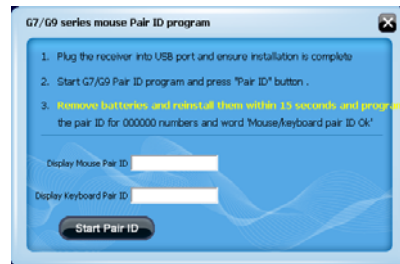 G7/G9 series mouse Pair ID program
1. Plug the receiver into USB port and ensure installation is complete
2. Start G7/G9 Pair ID program and press "Pair ID" button .
3. Remove batteries and reinstall them within 15 seconds and progra
the pair ID for 000000 numbers and word 'Mouse/keyboard pair ID Ok'
Display Mouse Pair ID
Display Keyboard Pair ID
Start Pair ID